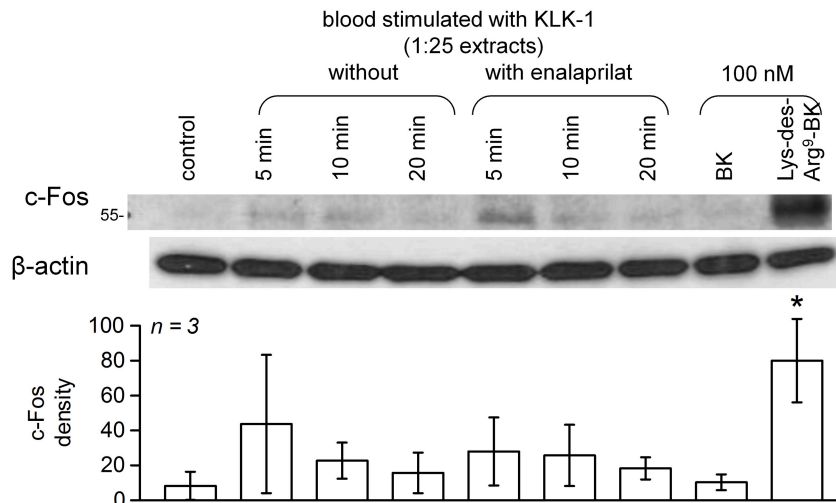 blood stimulated with KLK-1
(1:25 extracts)
without
with enalaprilat
100 nM
control
5 min
10 min
20 min
5 min
10 min
20 min
BK
Lys-des-
Arg⁹-BK
c-Fos
55-
β-actin
*
n = 3
c-Fos
density
100
80
60
40
20
0